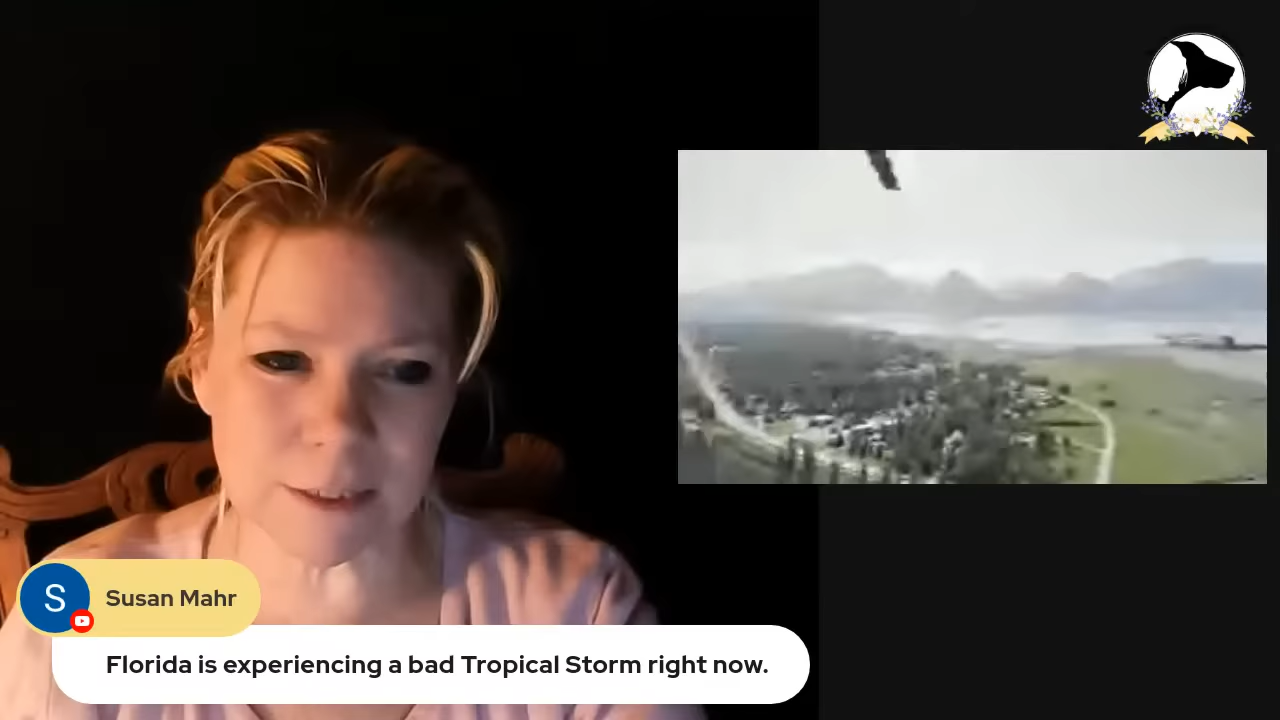 S
Susan Mahr
Florida is experiencing a bad Tropical Storm right now.